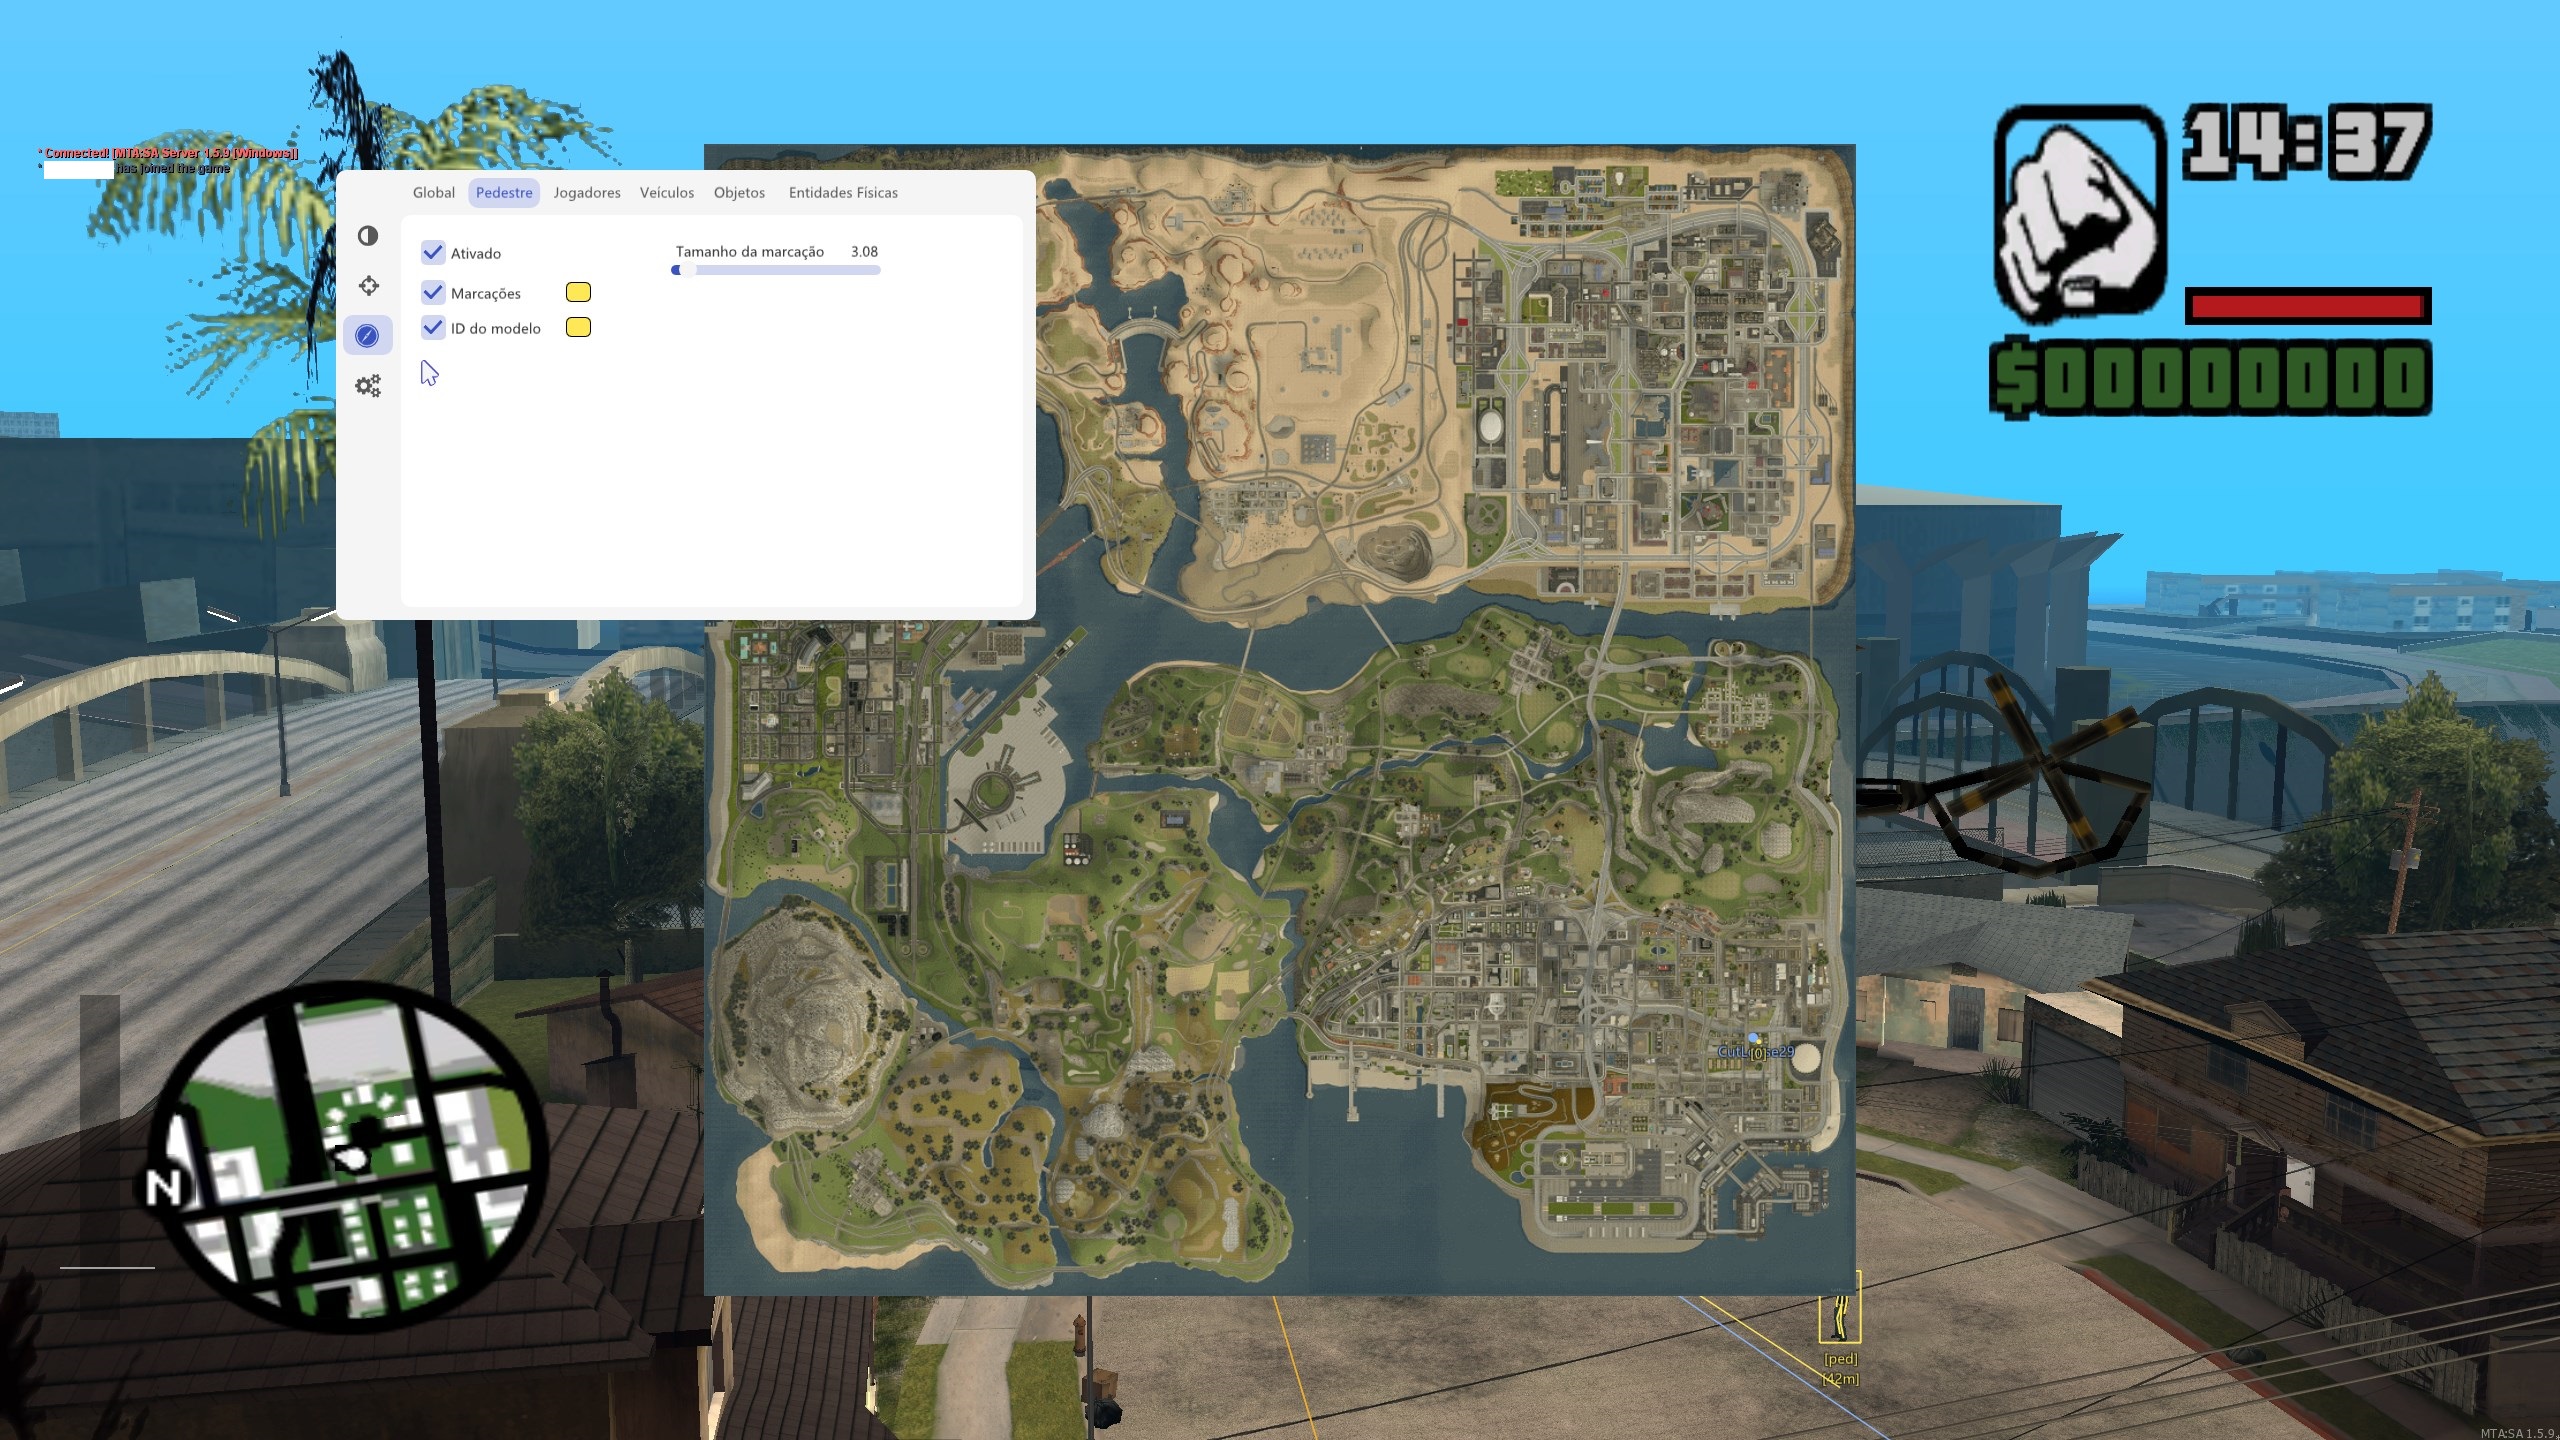 14:37
* Connected! [MTA:SA Server 1.5.9 [Windows]]
* has joined the game
Global Pedestre Jogadores Veículos Objetos Entidades Físicas
Ativado
Tamanho da marcação 3.08
Marcações
ID do modelo
$00000000
[0]
N
[ped]
[42m]
MTA:SA 1.5.9